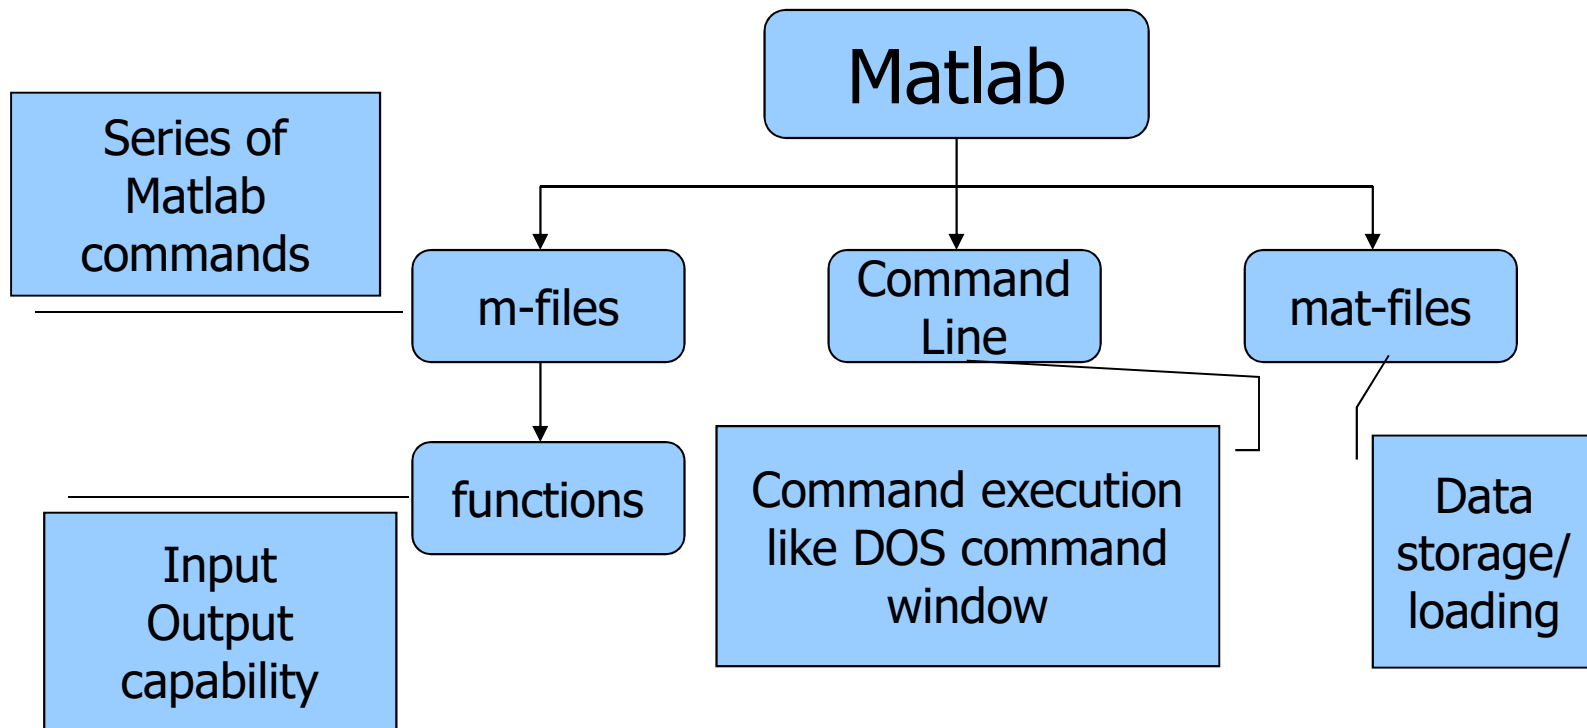 Matlab
Series of
Matlab
commands
m-files
Command
Line
mat-files
functions
Input
Output
capability
Command execution
like DOS command
window
Data
storage/
loading